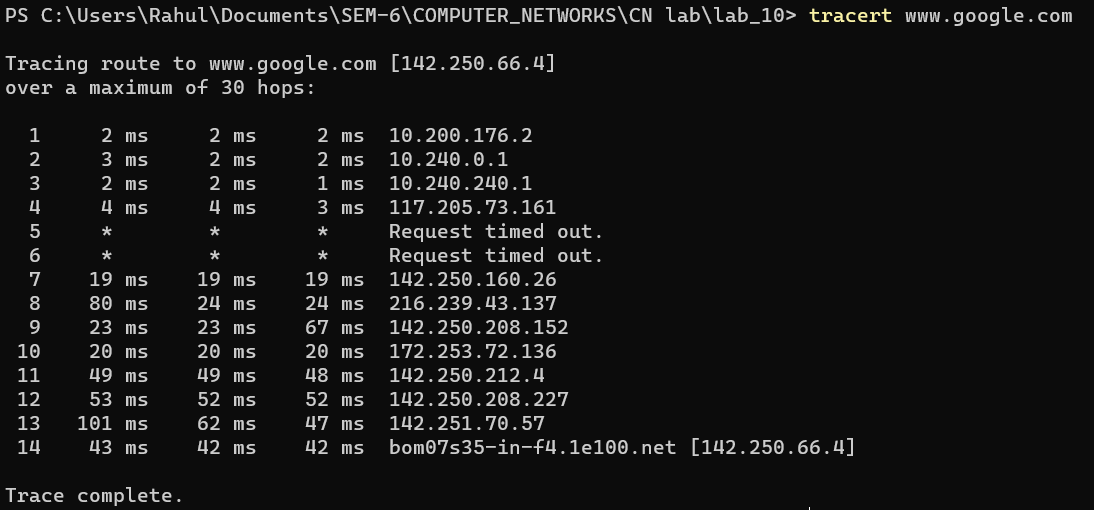 PS C:\Users\Rahul\Documents\SEM-6\COMPUTER_NETWORKS\CN lab\lab_10> tracert www.google.com
Tracing route to www.google.com [142.250.66.4]
over a maximum of 30 hops:
1 2 ms 2 ms 2 ms 10.200.176.2
2 3 ms 2 ms 2 ms 10.240.0.1
3 2 ms 2 ms 1 ms 10.240.240.1
4 4 ms 4 ms 3 ms 117.205.73.161
5 * * * Request timed out.
6 * * * Request timed out.
7 19 ms 19 ms 19 ms 142.250.160.26
8 80 ms 24 ms 24 ms 216.239.43.137
9 23 ms 23 ms 67 ms 142.250.208.152
10 20 ms 20 ms 20 ms 172.253.72.136
11 49 ms 49 ms 48 ms 142.250.212.4
12 53 ms 52 ms 52 ms 142.250.208.227
13 101 ms 62 ms 47 ms 142.251.70.57
14 43 ms 42 ms 42 ms bom07s35-in-f4.1e100.net [142.250.66.4]
Trace complete.